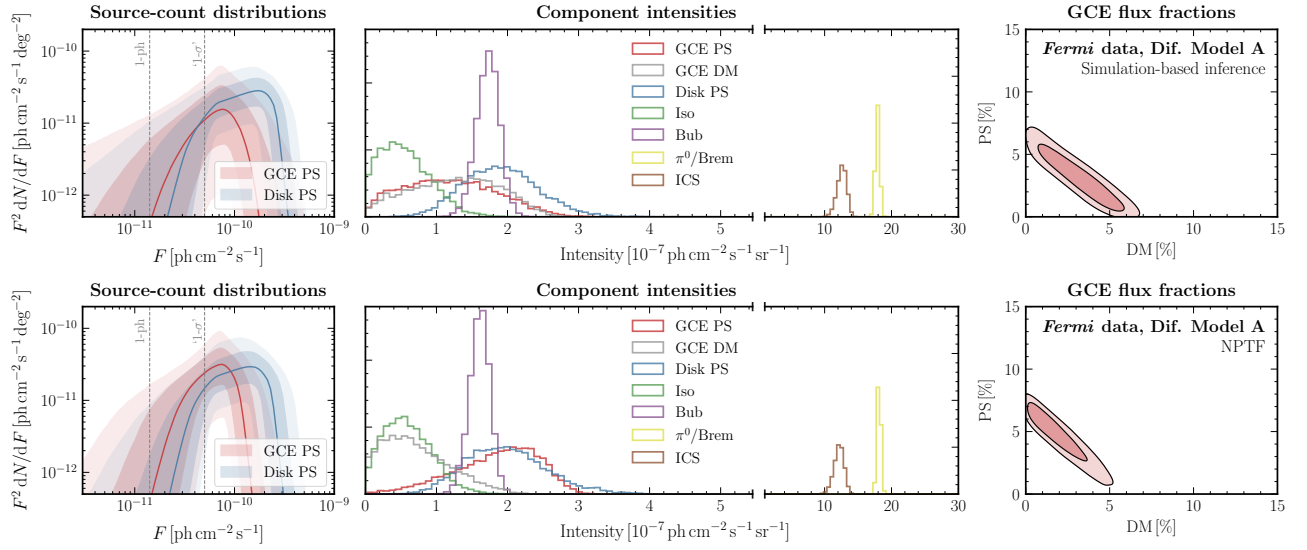 Source-count distributions
Component intensities
GCE flux fractions
F² dN/dF [ph cm⁻² s⁻¹ deg⁻²]
10⁻¹⁰
10⁻¹¹
10⁻¹²
1-ph
'1-σ'
GCE PS
Disk PS
10⁻¹¹ 10⁻¹⁰ 10⁻⁹
F [ph cm⁻² s⁻¹]
GCE PS
GCE DM
Disk PS
Iso
Bub
π⁰/Brem
ICS
0 1 2 3 4 5 10 20 30
Intensity [10⁻⁷ ph cm⁻² s⁻¹ sr⁻¹]
Fermi data, Dif. Model A
Simulation-based inference
PS [%]
15
10
5
0
0 5 10 15
DM [%]
Source-count distributions
Component intensities
GCE flux fractions
F² dN/dF [ph cm⁻² s⁻¹ deg⁻²]
10⁻¹⁰
10⁻¹¹
10⁻¹²
1-ph
'1-σ'
GCE PS
Disk PS
10⁻¹¹ 10⁻¹⁰ 10⁻⁹
F [ph cm⁻² s⁻¹]
GCE PS
GCE DM
Disk PS
Iso
Bub
π⁰/Brem
ICS
0 1 2 3 4 5 10 20 30
Intensity [10⁻⁷ ph cm⁻² s⁻¹ sr⁻¹]
Fermi data, Dif. Model A
NPTF
PS [%]
15
10
5
0
0 5 10 15
DM [%]